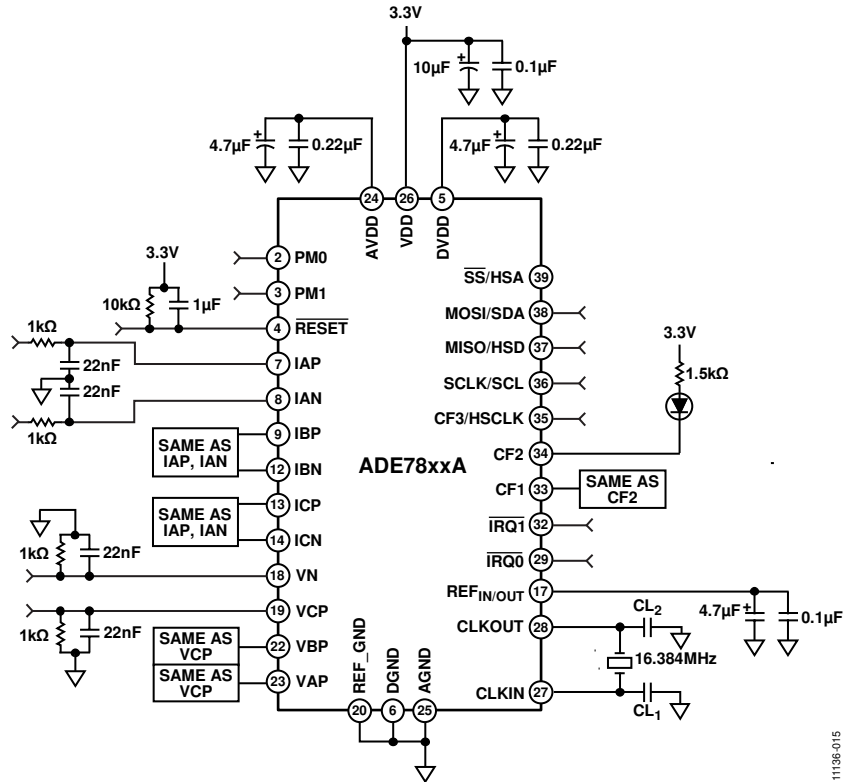 3.3V
10µF
+
0.1µF
4.7µF
+
0.22µF
4.7µF
+
0.22µF
24
26
5
AVDD
VDD
DVDD
3.3V
10kΩ
1µF
2
PM0
3
PM1
4
RESET
1kΩ
22nF
7
IAP
22nF
8
IAN
1kΩ
SAME AS
IAP, IAN
9
IBP
12
IBN
SAME AS
IAP, IAN
13
ICP
14
ICN
1kΩ
22nF
18
VN
19
VCP
1kΩ
22nF
SAME AS
VCP
22
VBP
SAME AS
VCP
23
VAP
ADE78xxA
SS/HSA
39
MOSI/SDA
38
MISO/HSD
37
SCLK/SCL
36
CF3/HSCLK
35
CF2
34
3.3V
1.5kΩ
CF1
33
SAME AS
CF2
IRQ1
32
IRQ0
29
REFIN/OUT
17
4.7µF
+
0.1µF
CLKOUT
28
CL2
16.384MHz
CLKIN
27
CL1
REF_GND
DGND
AGND
20
6
25
11136-015